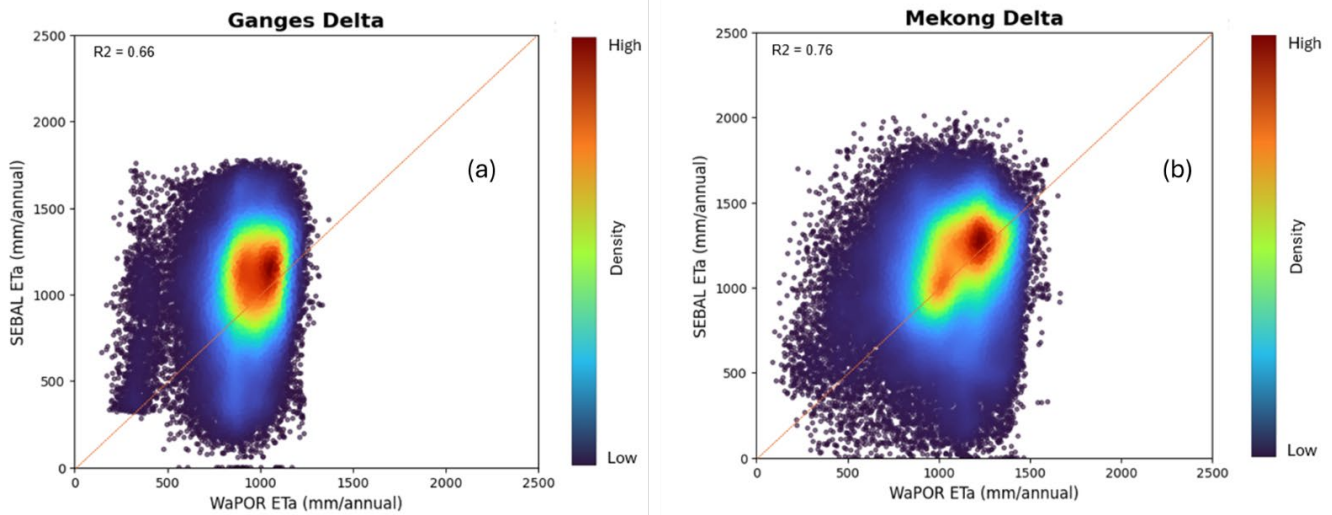 Ganges Delta
R2 = 0.66
(a)
2500
2000
1500
1000
500
0
SEBAL ETa (mm/annual)
0 500 1000 1500 2000 2500
WaPOR ETa (mm/annual)
High
Density
Low
Mekong Delta
R2 = 0.76
(b)
2500
2000
1500
1000
500
0
SEBAL ETa (mm/annual)
0 500 1000 1500 2000 2500
WaPOR ETa (mm/annual)
High
Density
Low